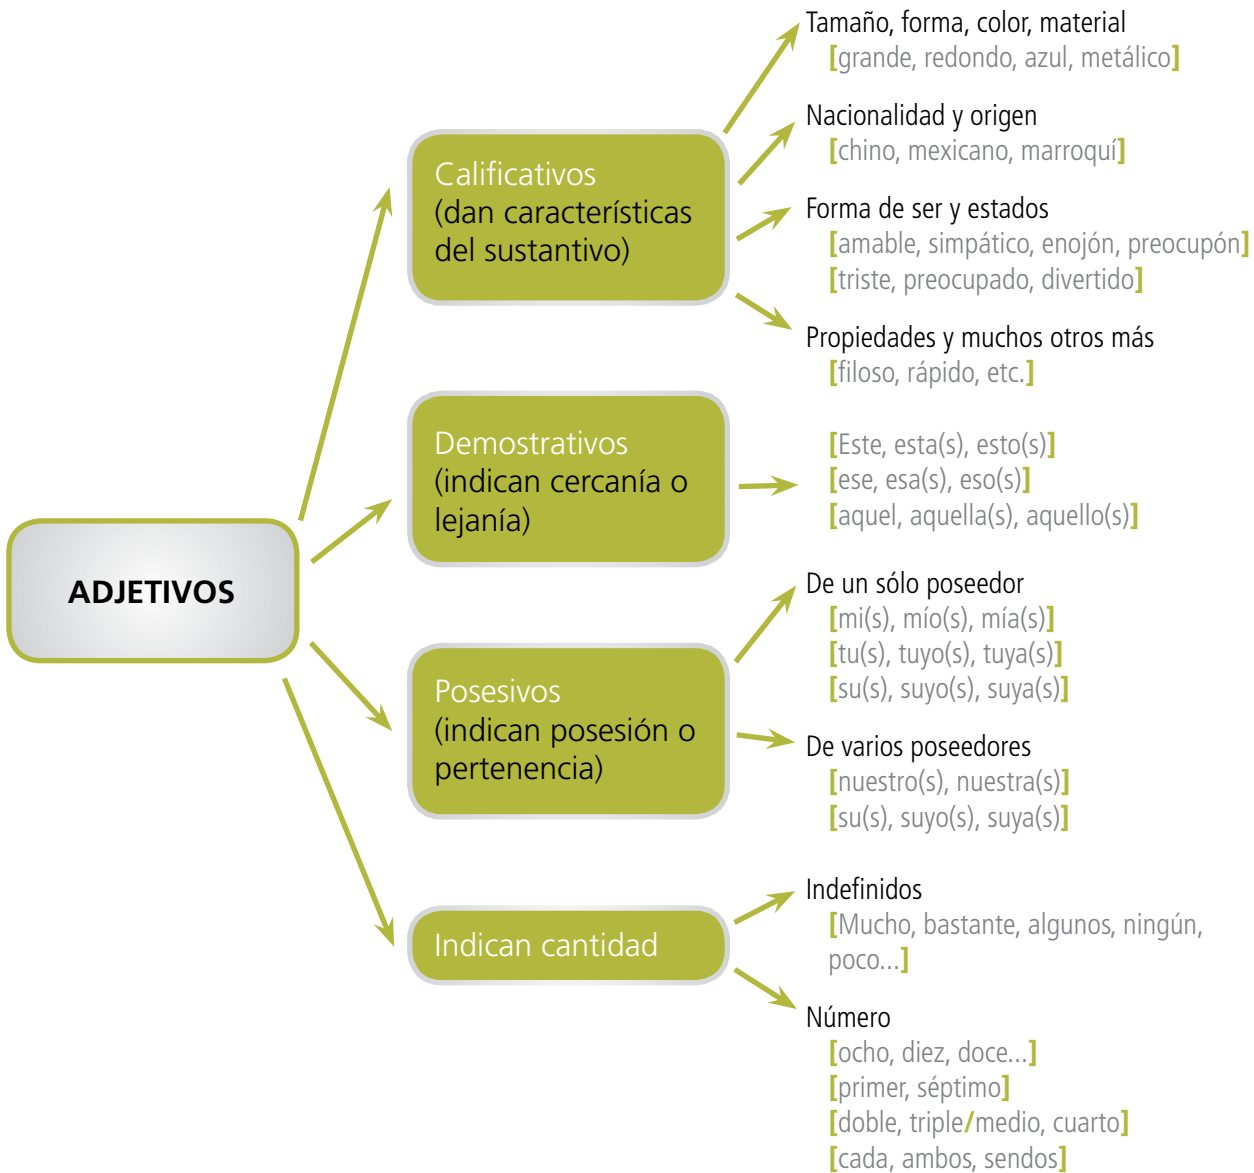 ADJETIVOS
Calificativos
(dan características
del sustantivo)
Tamaño, forma, color, material
[grande, redondo, azul, metálico]
Nacionalidad y origen
[chino, mexicano, marroquí]
Forma de ser y estados
[amable, simpático, enojón, preocupón]
[triste, preocupado, divertido]
Propiedades y muchos otros más
[filoso, rápido, etc.]
Demostrativos
(indican cercanía o
lejanía)
[Este, esta(s), esto(s)]
[ese, esa(s), eso(s)]
[aquel, aquella(s), aquello(s)]
Posesivos
(indican posesión o
pertenencia)
De un sólo poseedor
[mi(s), mío(s), mía(s)]
[tu(s), tuyo(s), tuya(s)]
[su(s), suyo(s), suya(s)]
De varios poseedores
[nuestro(s), nuestra(s)]
[su(s), suyo(s), suya(s)]
Indican cantidad
Indefinidos
[Mucho, bastante, algunos, ningún,
poco...]
Número
[ocho, diez, doce...]
[primer, séptimo]
[doble, triple/medio, cuarto]
[cada, ambos, sendos]